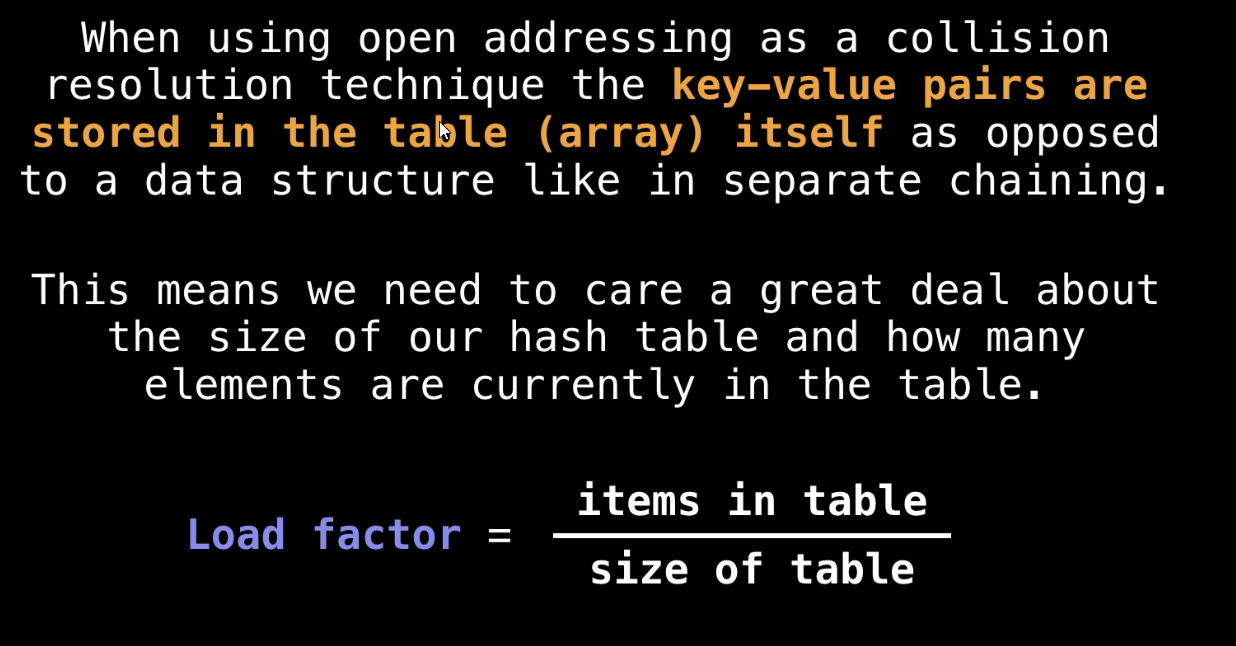 When using open addressing as a collision
resolution technique the key-value pairs are
stored in the table (array) itself as opposed
to a data structure like in separate chaining.
This means we need to care a great deal about
the size of our hash table and how many
elements are currently in the table.
items in table
Load factor =
size of table